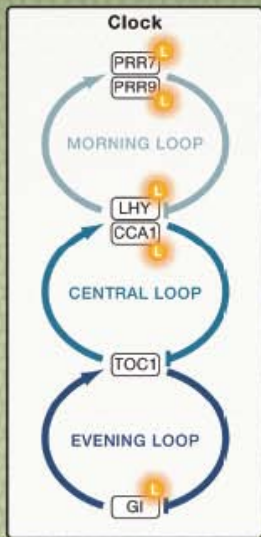 Clock
L
PRR7
PRR9
L
MORNING LOOP
L
LHY
CCA1
L
CENTRAL LOOP
TOC1
EVENING LOOP
L
GI